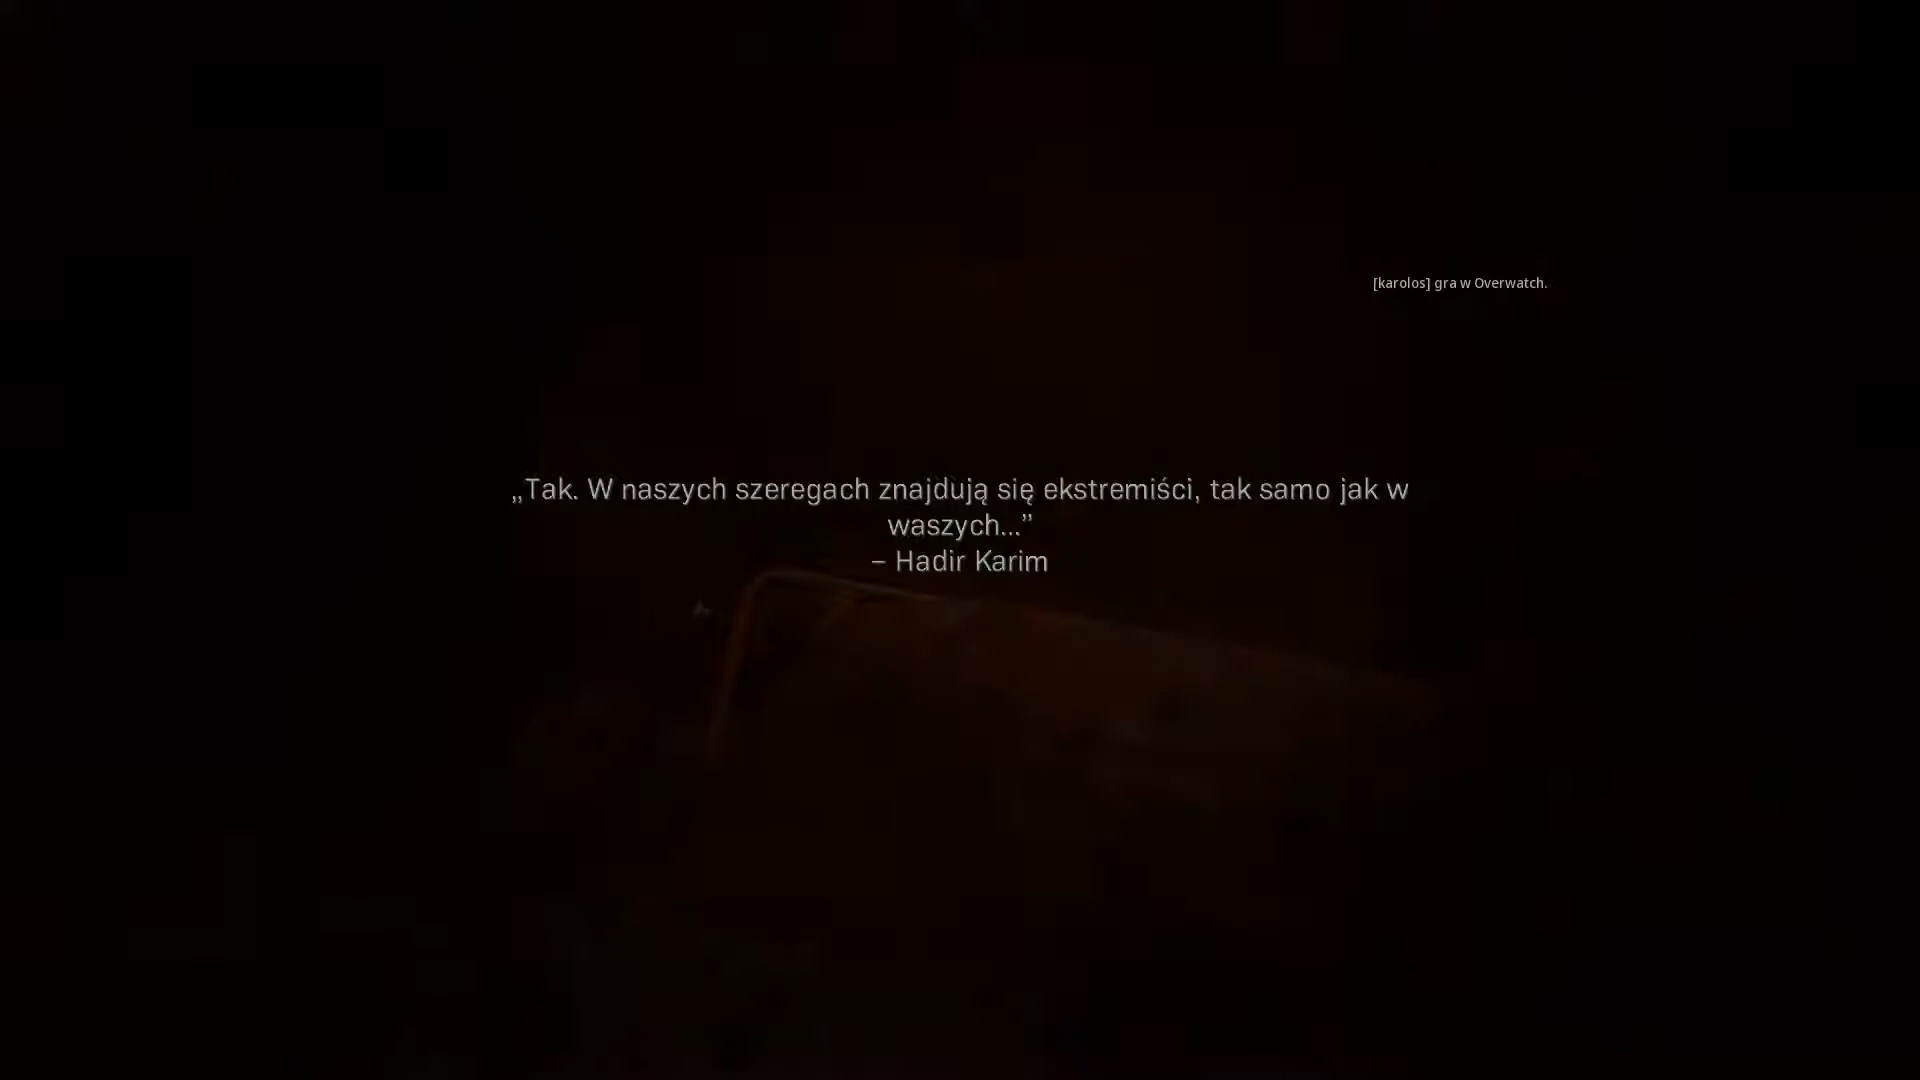 [karolos] gra w Overwatch.
„Tak. W naszych szeregach znajdują się ekstremiści, tak samo jak w
waszych...”
– Hadir Karim